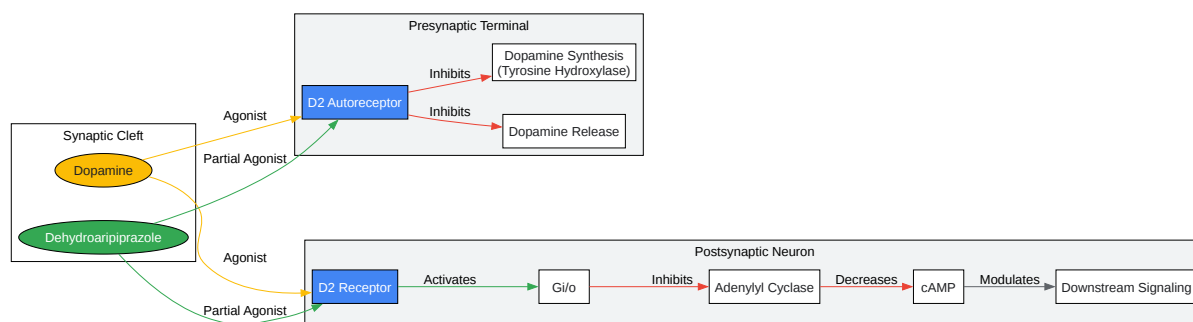 Presynaptic Terminal
Dopamine Synthesis
(Tyrosine Hydroxylase)
Inhibits
D2 Autoreceptor
Inhibits
Dopamine Release
Agonist
Synaptic Cleft
Partial Agonist
Dopamine
Dehydroaripiprazole
Postsynaptic Neuron
Agonist
D2 Receptor
Activates
Gi/o
Inhibits
Adenylyl Cyclase
Decreases
cAMP
Modulates
Downstream Signaling
Partial Agonist